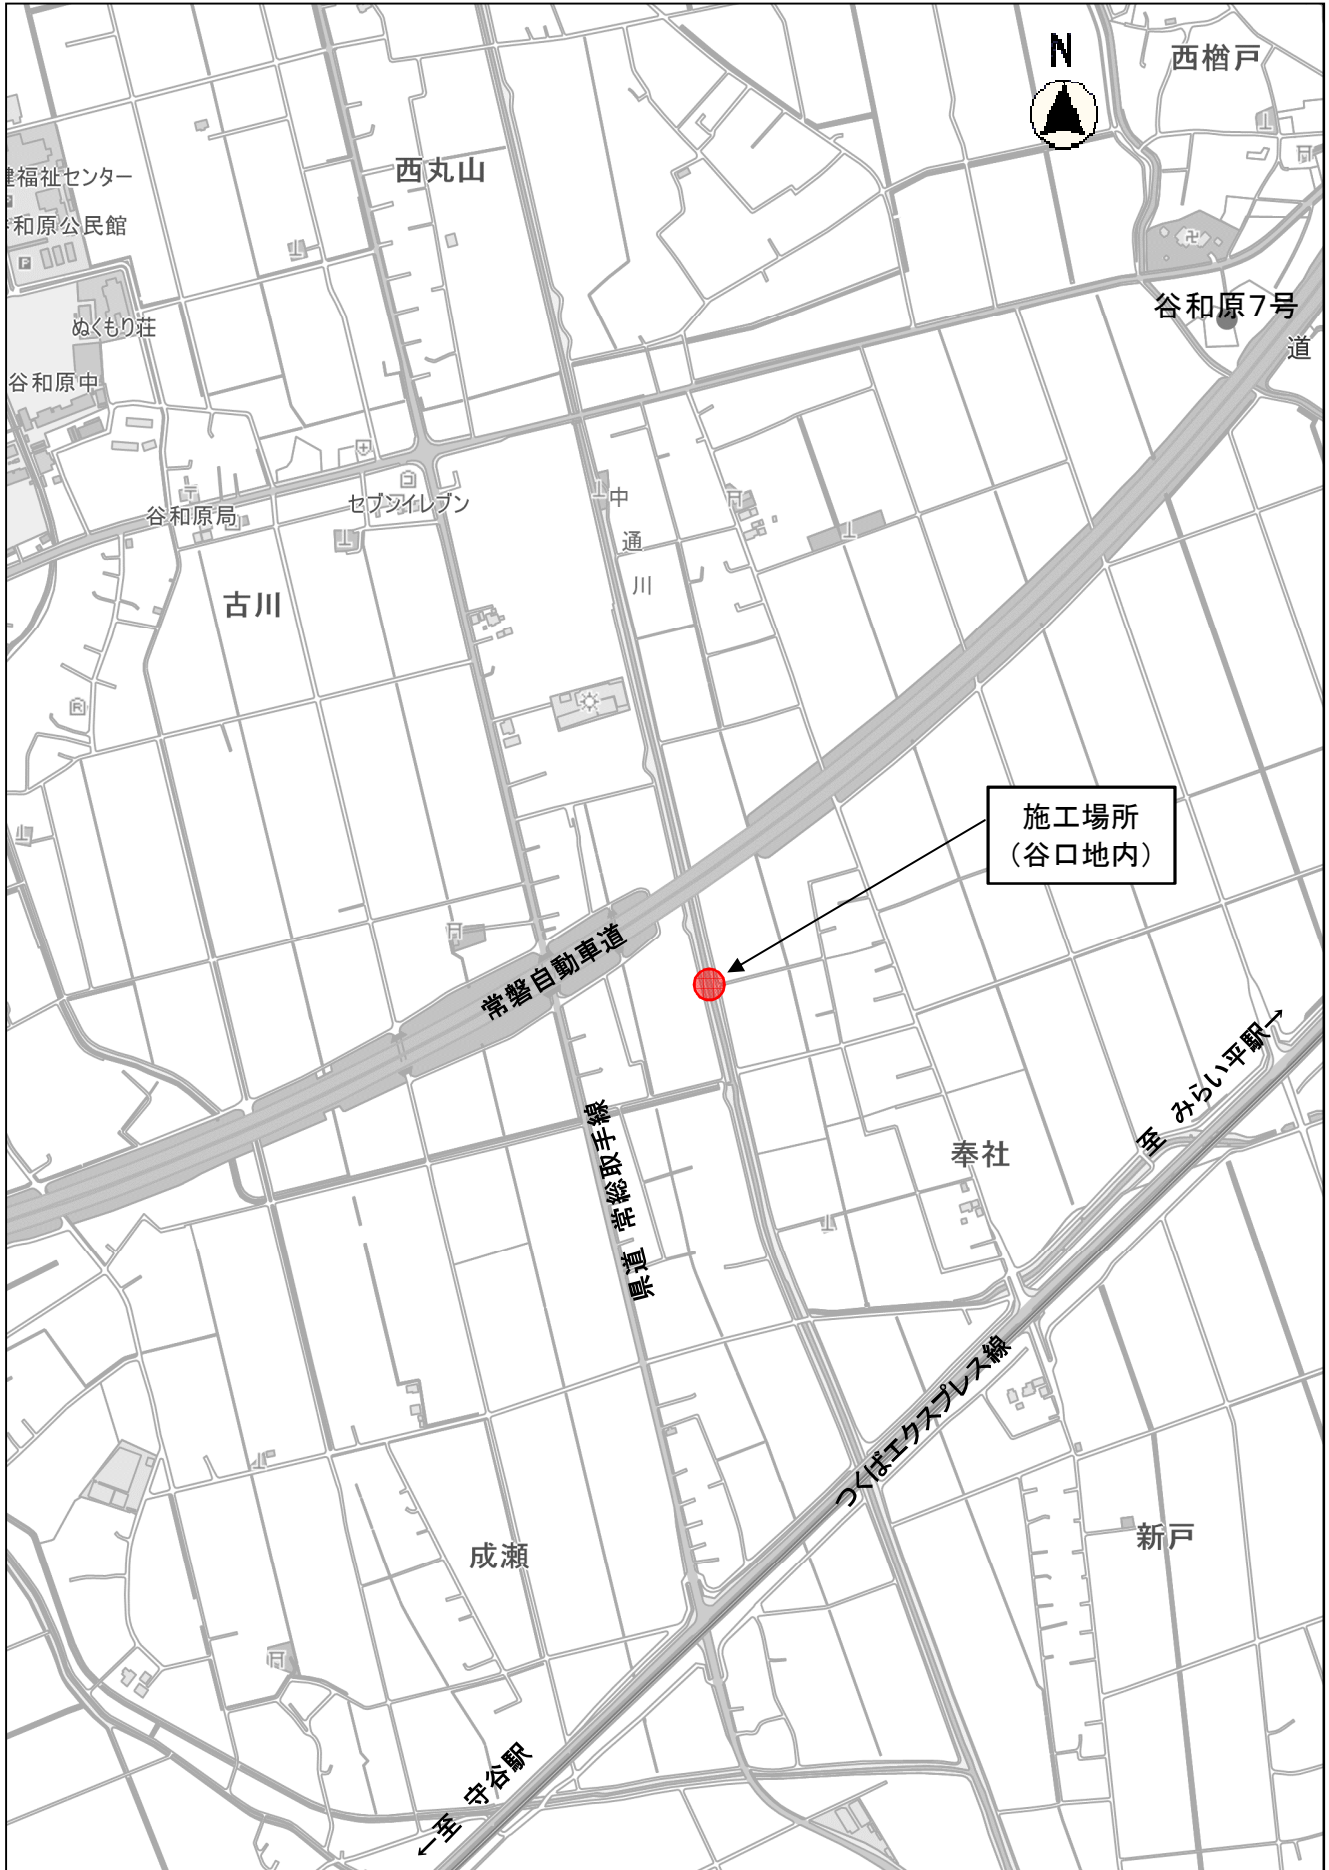 N
西楢戸
西丸山
健福祉センター
和原公民館
P
谷和原7号
道
ぬくもり荘
谷和原中
セブンイレブン
谷和原局
中
通
川
古川
R
施工場所
（谷口地内）
常磐自動車道
至 みらい平駅→
県道 常総取手線
奉社
つくばエクスプレス線
新戸
成瀬
←至 守谷駅